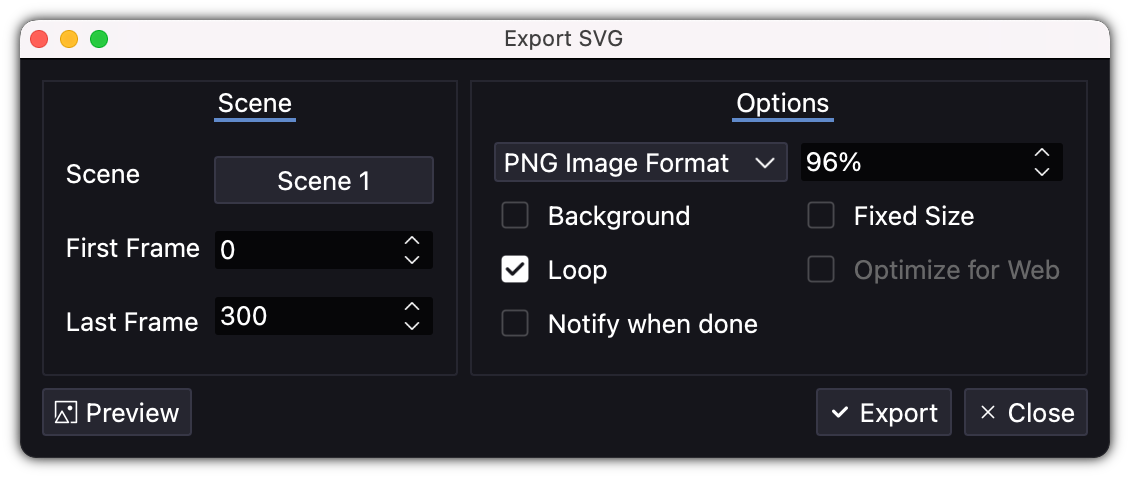 Export SVG
Scene
Scene
Scene 1
First Frame
0
Last Frame
300
Options
PNG Image Format
96%
Background
Fixed Size
Loop
Optimize for Web
Notify when done
Preview
Export
Close